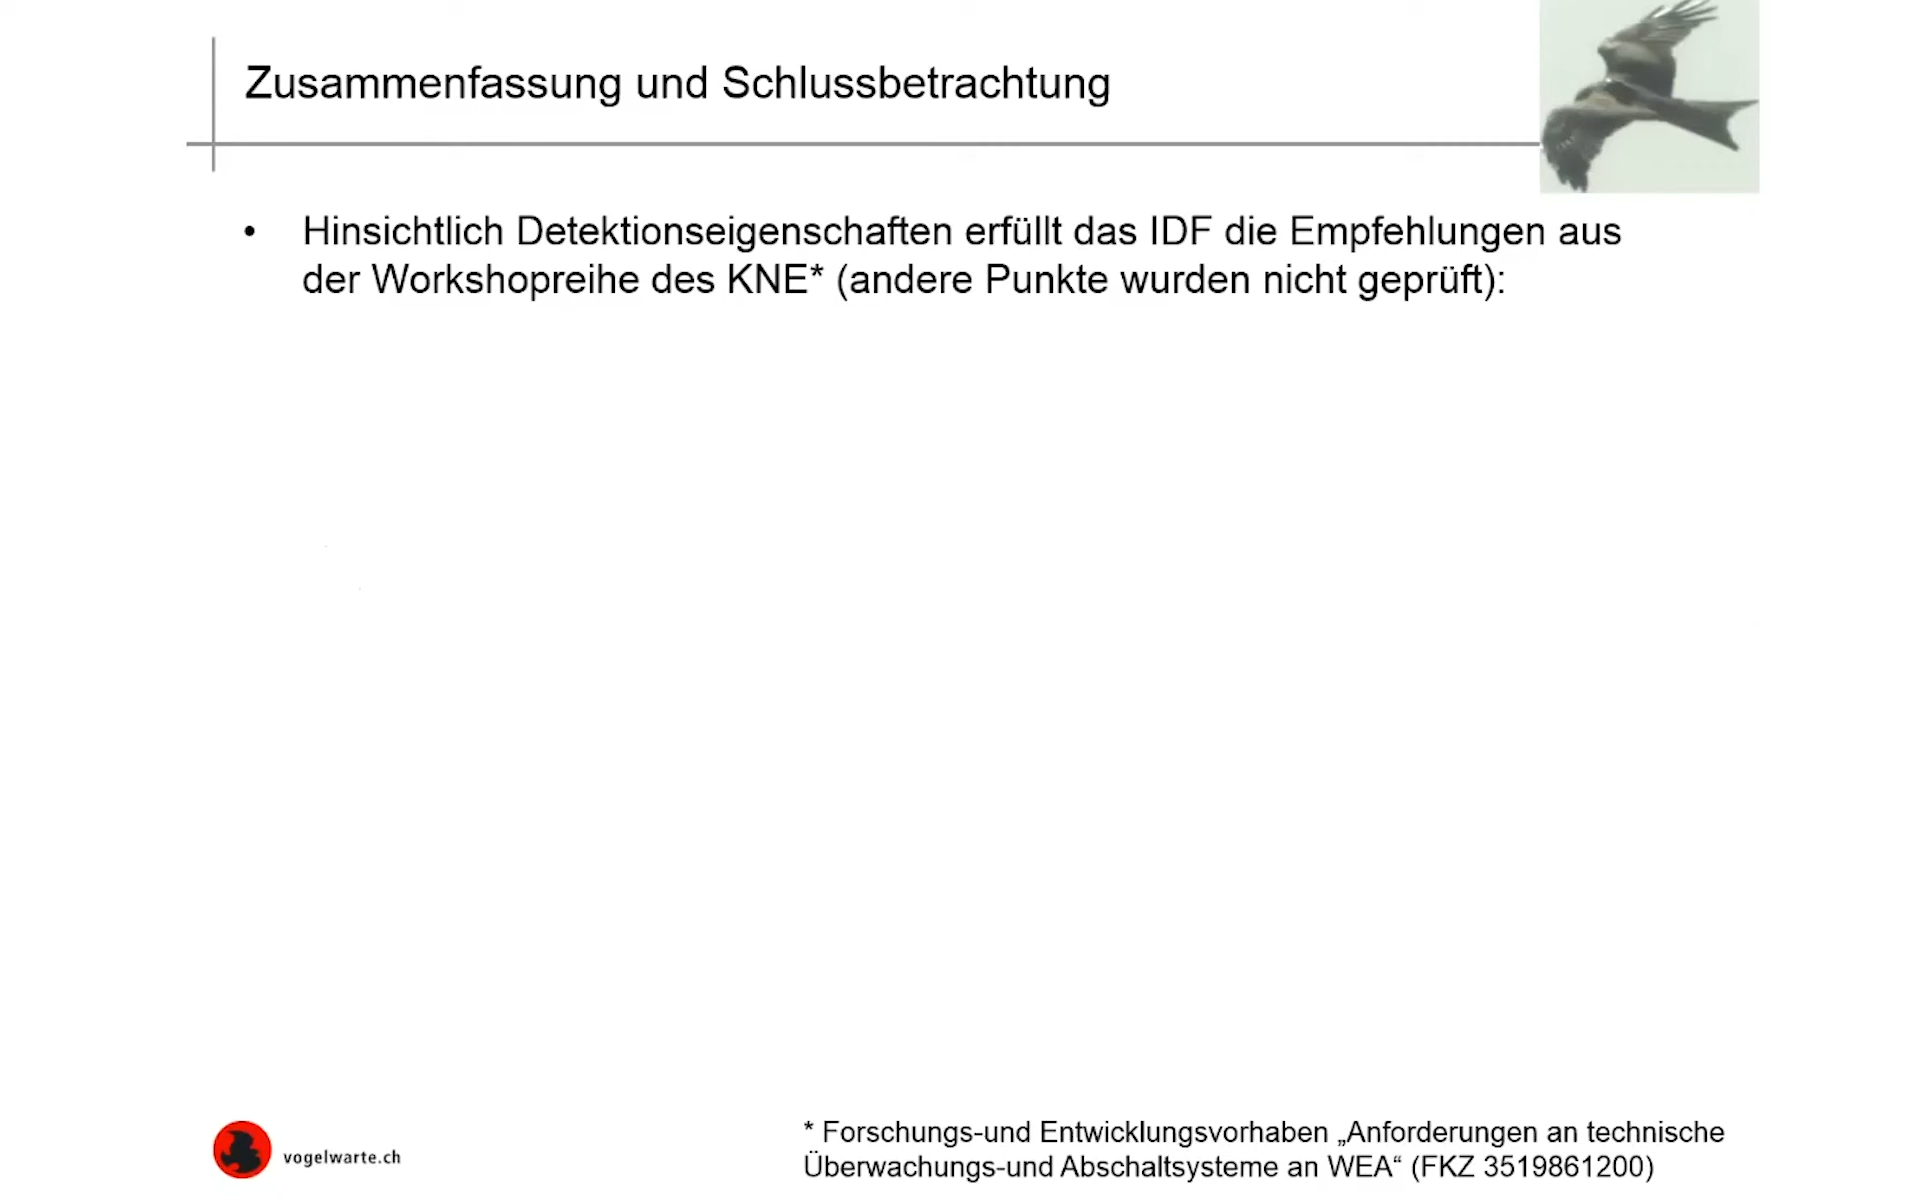 Zusammenfassung und Schlussbetrachtung
• Hinsichtlich Detektionseigenschaften erfüllt das IDF die Empfehlungen aus
der Workshopreihe des KNE* (andere Punkte wurden nicht geprüft):
* Forschungs-und Entwicklungsvorhaben „Anforderungen an technische
Überwachungs-und Abschaltsysteme an WEA“ (FKZ 3519861200)
vogelwarte.ch